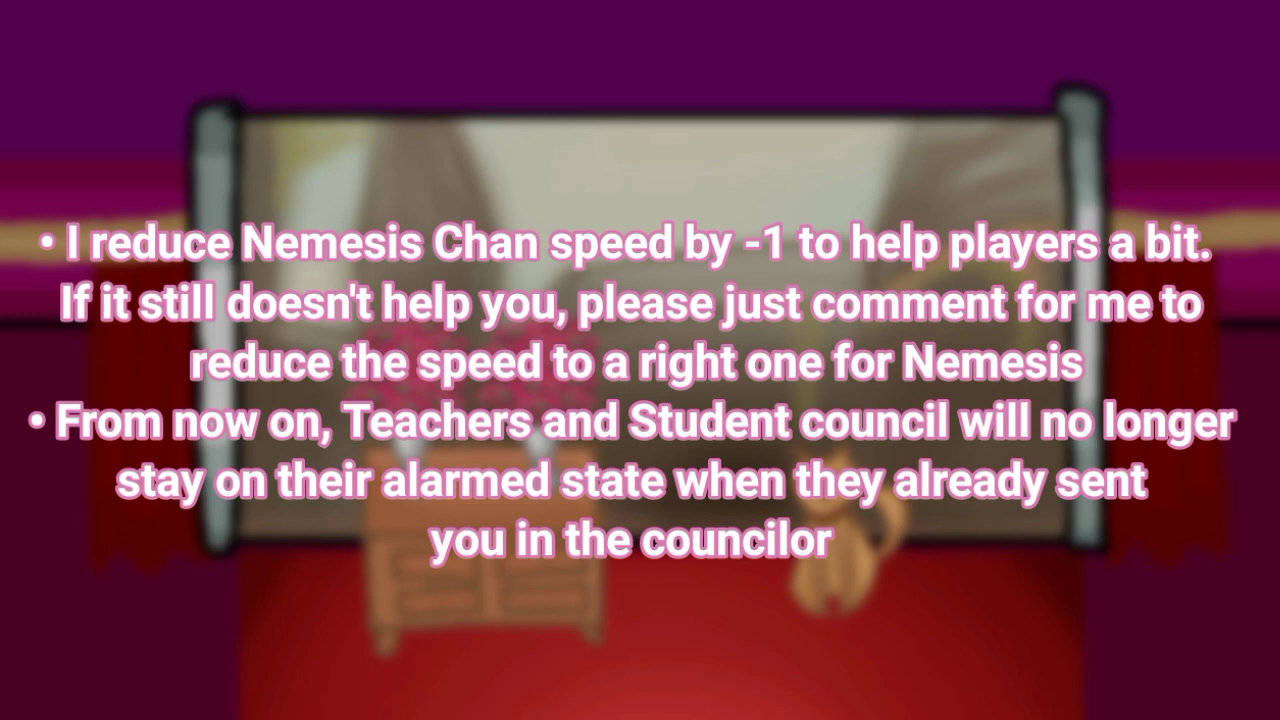 • I reduce Nemesis Chan speed by -1 to help players a bit.
If it still doesn't help you, please just comment for me to
reduce the speed to a right one for Nemesis
• From now on, Teachers and Student council will no longer
stay on their alarmed state when they already sent
you in the councilor